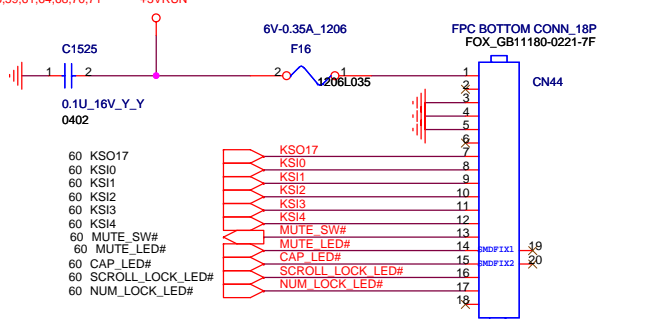 +5VRUN
6V-0.35A_1206
FPC BOTTOM CONN_18P
FOX_GB11180-0221-7F
C1525
F16
CN44
1 2
2 1
1206L035
0.1U_16V_Y_Y
0402
1
2
3
4
5
6
60 KSO17 KSO17 7
60 KSI0 KSI0 8
60 KSI1 KSI1 9
60 KSI2 KSI2 10
60 KSI3 KSI3 11
60 KSI4 KSI4 12
60 MUTE_SW# MUTE_SW# 13
60 MUTE_LED# MUTE_LED# 14 SMDFIX1 19
60 CAP_LED# CAP_LED# 15 SMDFIX2 20
60 SCROLL_LOCK_LED# SCROLL_LOCK_LED# 16
60 NUM_LOCK_LED# NUM_LOCK_LED# 17
18